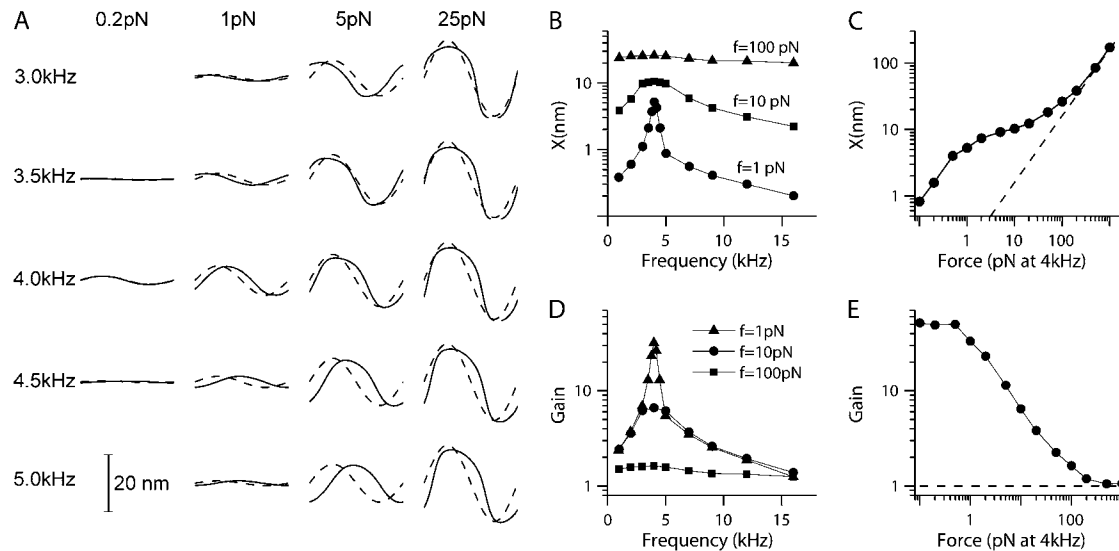 A
0.2pN 1pN 5pN 25pN
3.0kHz
3.5kHz
4.0kHz
4.5kHz
5.0kHz
20 nm
B
X(nm)
10
1
f=100 pN
f=10 pN
f=1 pN
0 5 10 15
Frequency (kHz)
C
X(nm)
100
10
1
1 10 100
Force (pN at 4kHz)
D
Gain
10
1
f=1pN
f=10pN
f=100pN
0 5 10 15
Frequency (kHz)
E
Gain
10
1
1 10 100
Force (pN at 4kHz)